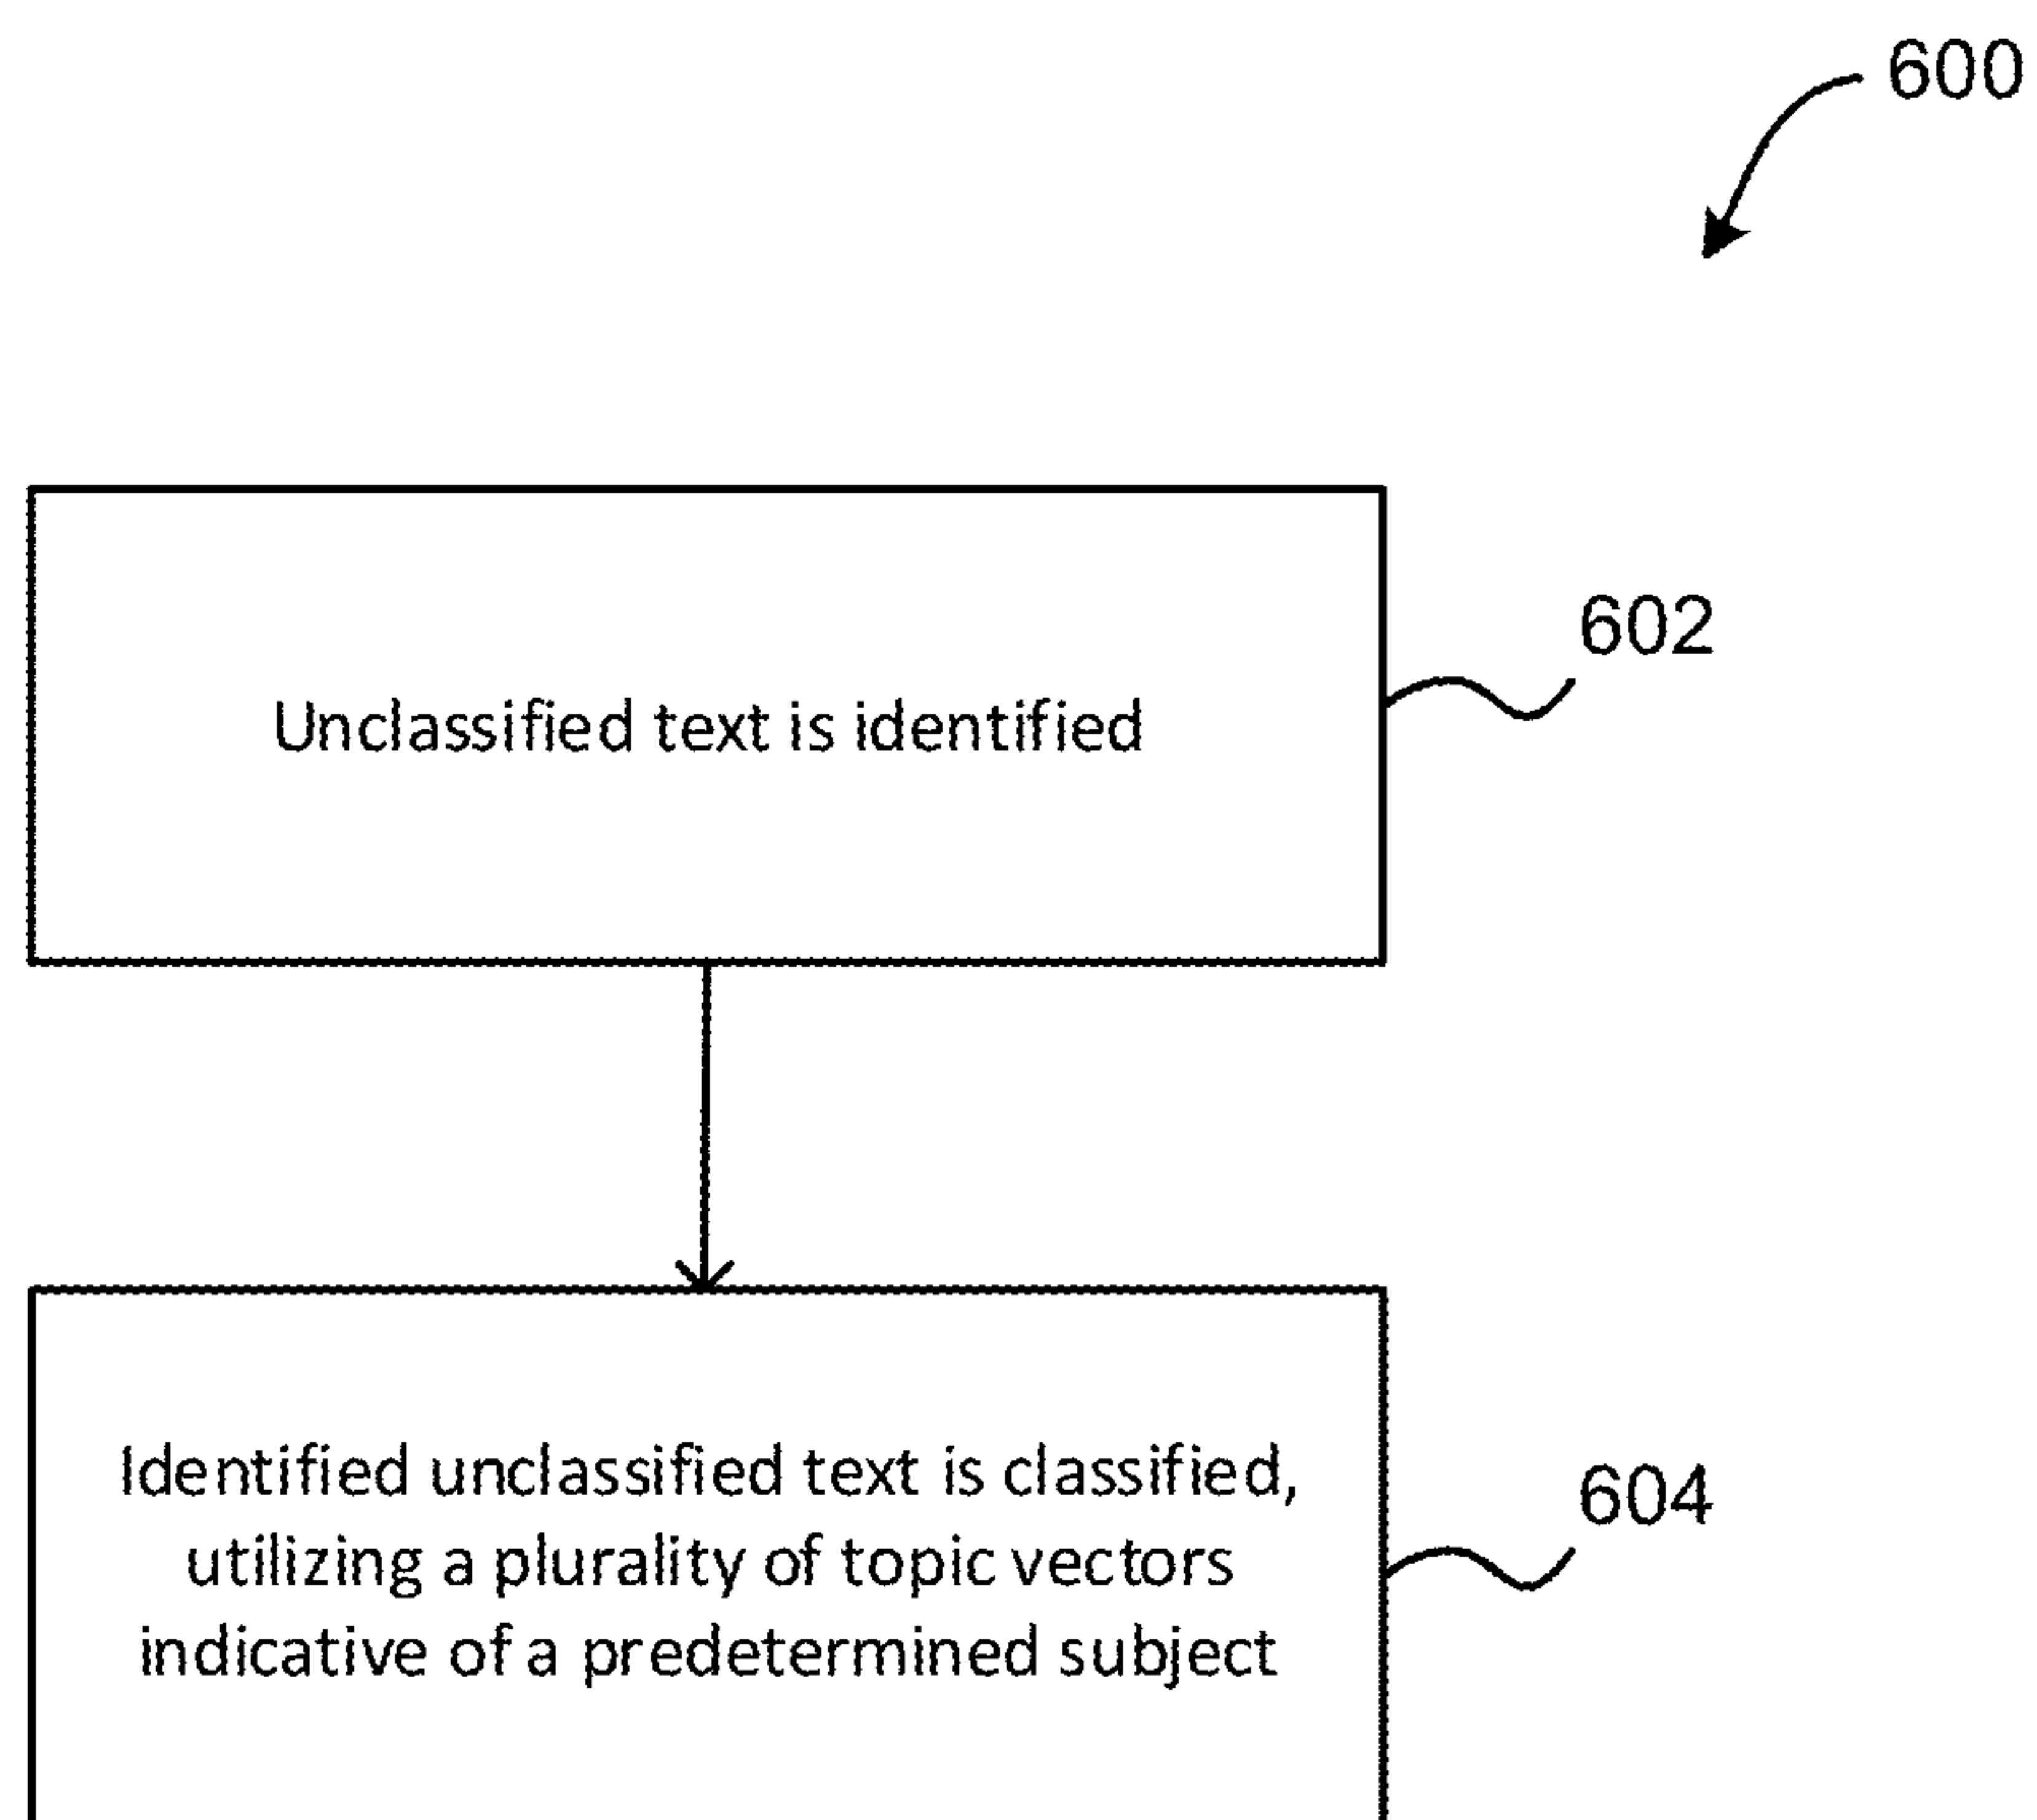 600
Unclassified text is identified
602
Identified unclassified text is classified,
utilizing a plurality of topic vectors
indicative of a predetermined subject
604